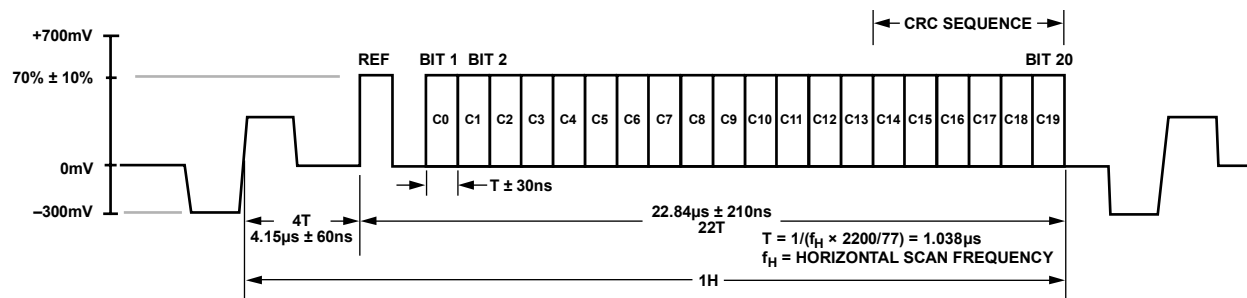 CRC SEQUENCE
+700mV
REF
BIT 1
BIT 2
BIT 20
70% ± 10%
C0
C1
C2
C3
C4
C5
C6
C7
C8
C9
C10
C11
C12
C13
C14
C15
C16
C17
C18
C19
0mV
T ± 30ns
–300mV
4T
4.15µs ± 60ns
22.84µs ± 210ns
22T
T = 1/(fH × 2200/77) = 1.038µs
fH = HORIZONTAL SCAN FREQUENCY
1H